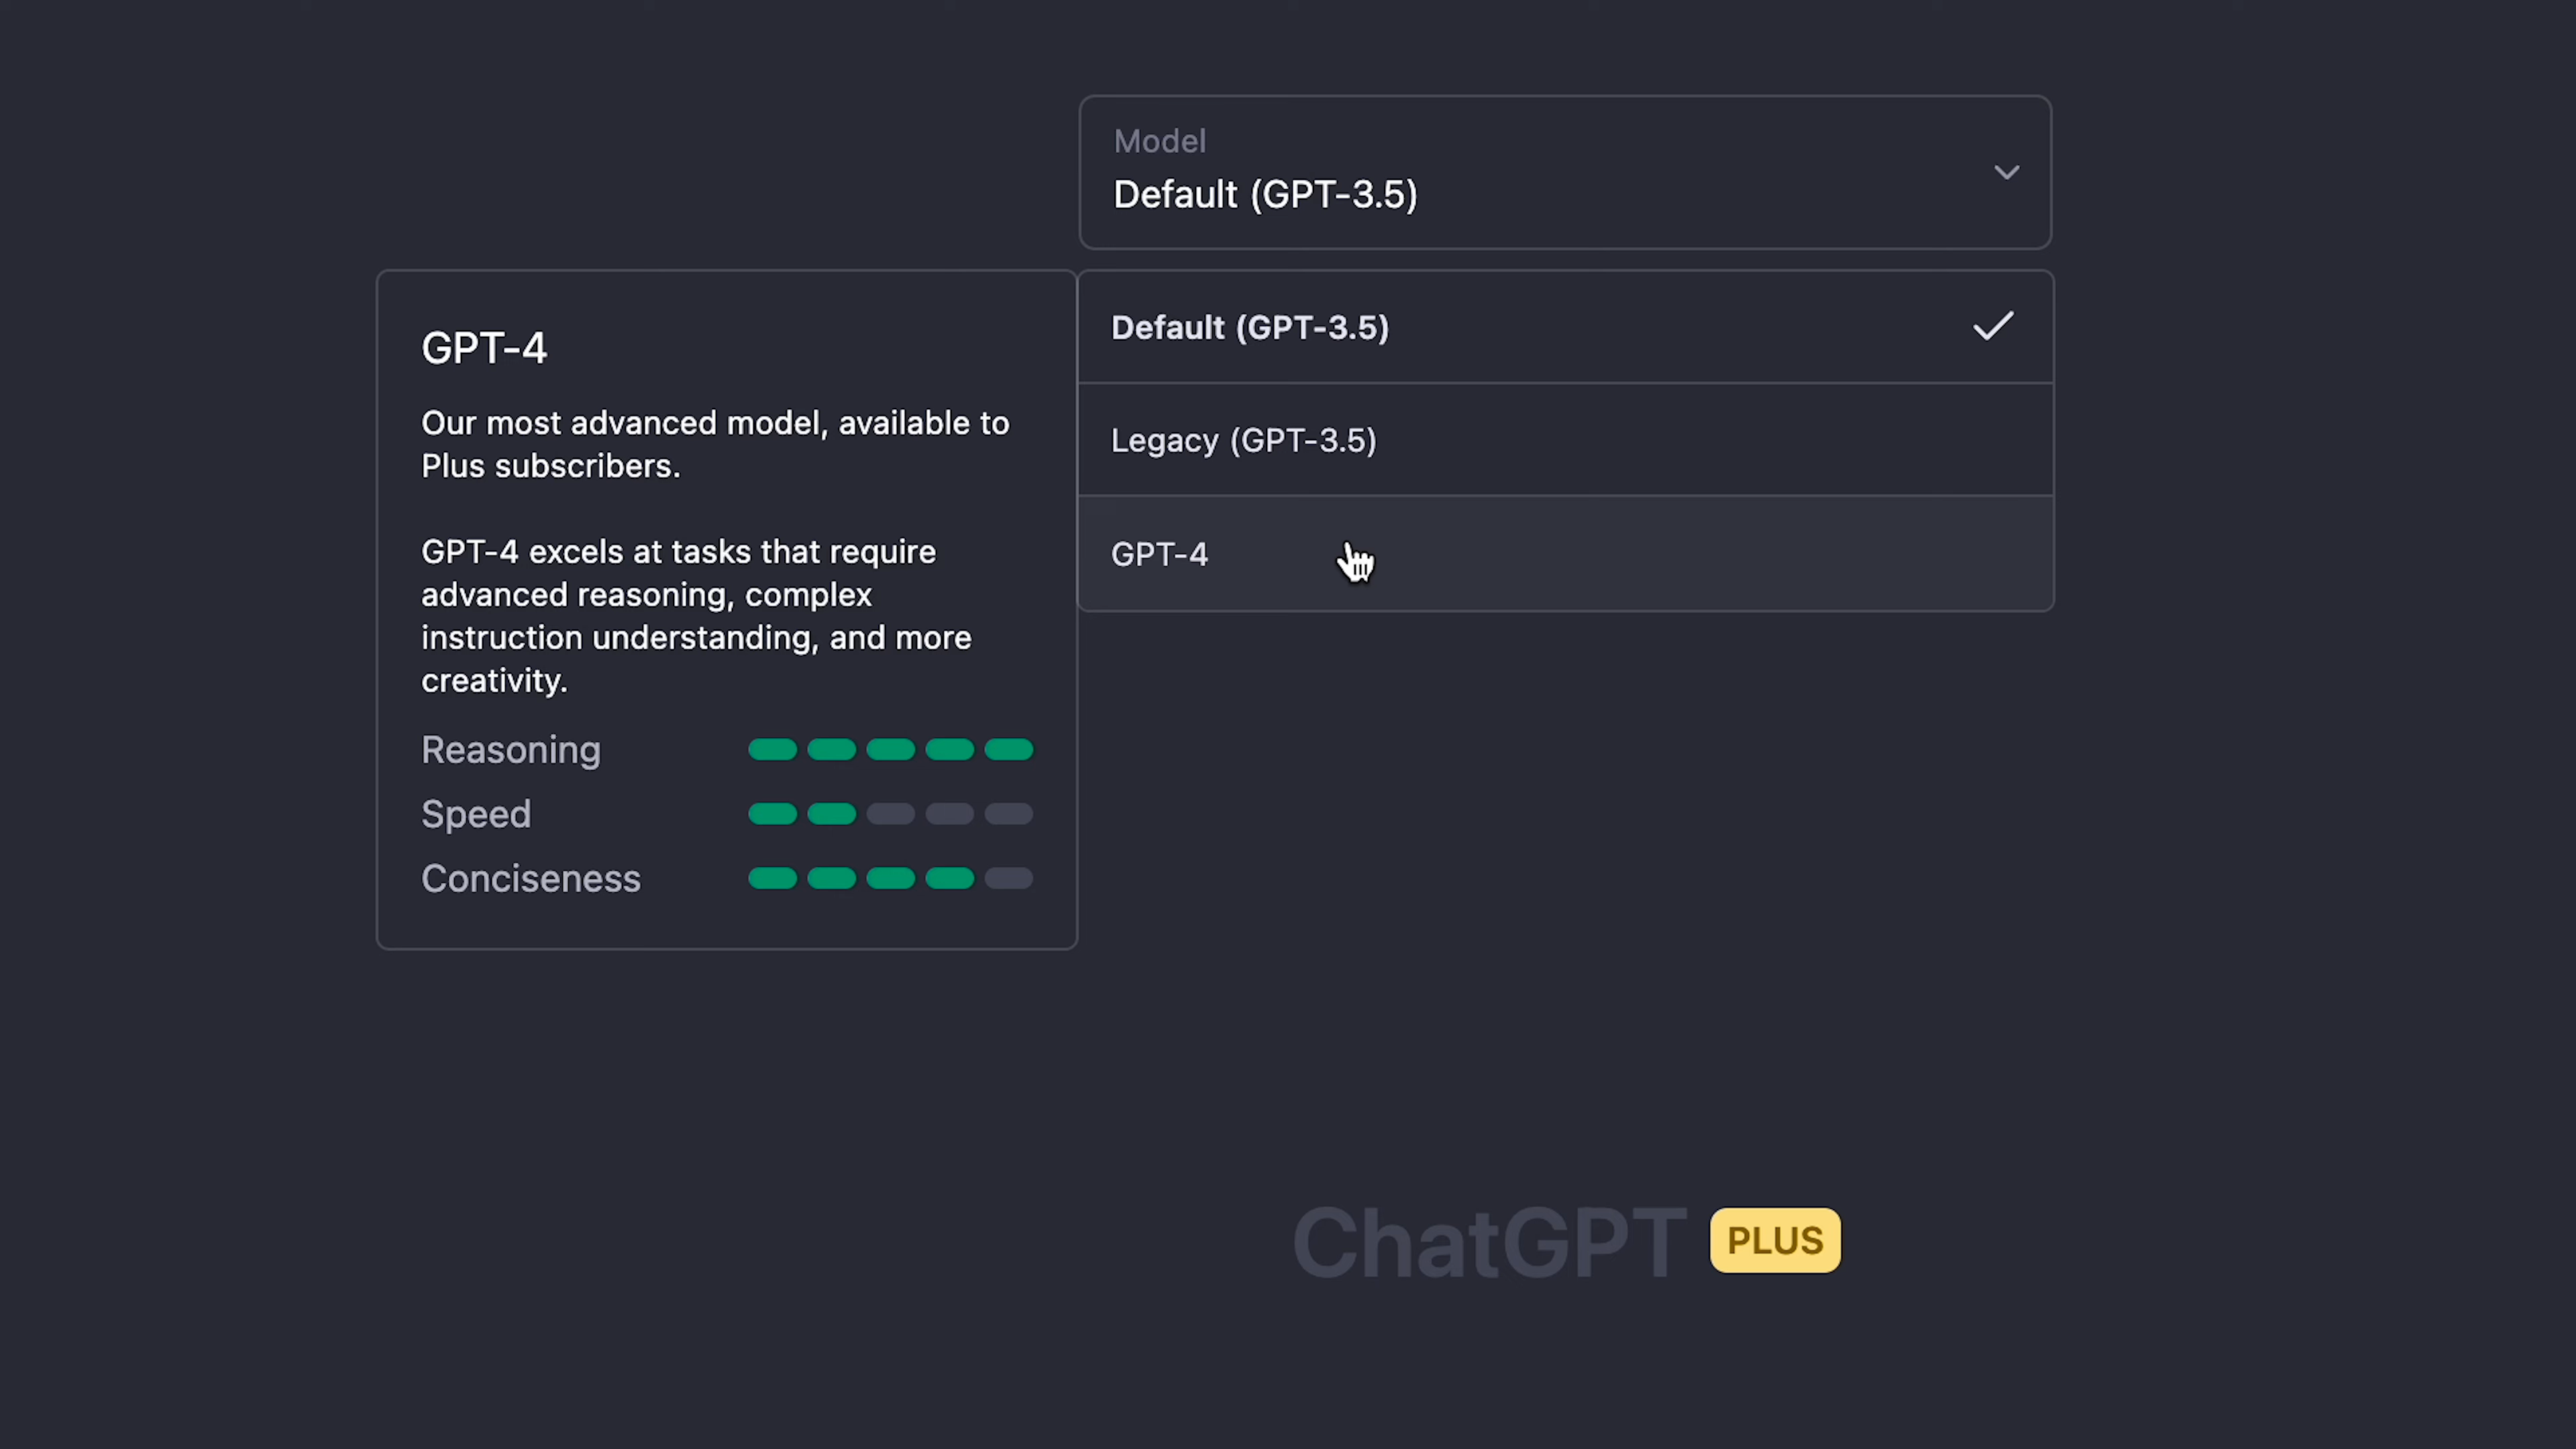 Model
Default (GPT-3.5)
Default (GPT-3.5)
Legacy (GPT-3.5)
GPT-4
GPT-4
Our most advanced model, available to
Plus subscribers.
GPT-4 excels at tasks that require
advanced reasoning, complex
instruction understanding, and more
creativity.
Reasoning
Speed
Conciseness
ChatGPT PLUS